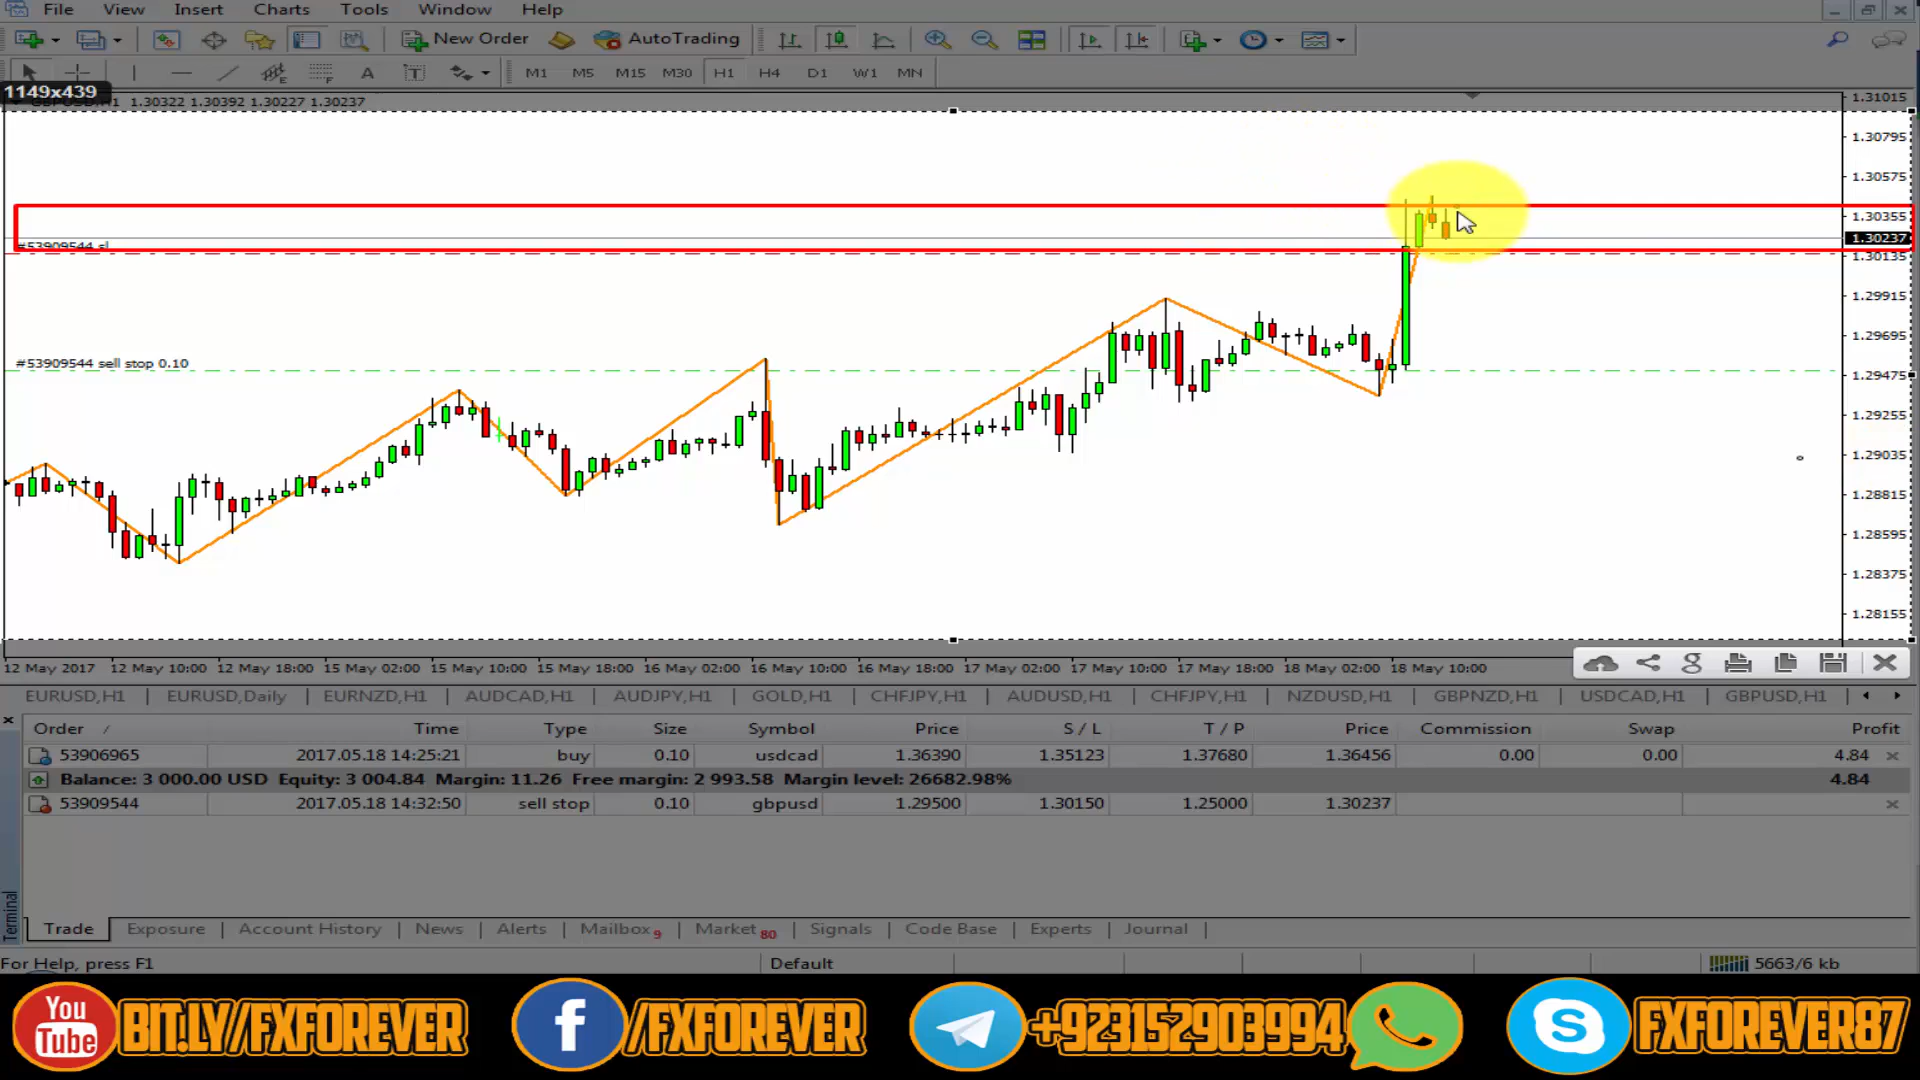 File View Insert Charts Tools Window Help
New Order AutoTrading
A T M1 M5 M15 M30 H1 H4 D1 W1 MN
1149x439
GBPUSD,H1 1.30322 1.30392 1.30227 1.30237
1.31015
1.30795
1.30575
1.30355
1.30237
1.30135
1.29915
1.29695
1.29475
1.29255
1.29035
1.28815
1.28595
1.28375
1.28155
#53909544 sl
#53909544 sell stop 0.10
12 May 2017 12 May 10:00 12 May 18:00 15 May 02:00 15 May 10:00 15 May 18:00 16 May 02:00 16 May 10:00 16 May 18:00 17 May 02:00 17 May 10:00 17 May 18:00 18 May 02:00 18 May 10:00
EURUSD,H1 EURUSD,Daily EURNZD,H1 AUDCAD,H1 AUDJPY,H1 GOLD,H1 CHFJPY,H1 AUDUSD,H1 CHFJPY,H1 NZDUSD,H1 GBPNZD,H1 USDCAD,H1 GBPUSD,H1
Order / Time Type Size Symbol Price S / L T / P Price Commission Swap Profit
53906965 2017.05.18 14:25:21 buy 0.10 usdcad 1.36390 1.35123 1.37680 1.36456 0.00 0.00 4.84
Balance: 3 000.00 USD Equity: 3 004.84 Margin: 11.26 Free margin: 2 993.58 Margin level: 26682.98% 4.84
53909544 2017.05.18 14:32:50 sell stop 0.10 gbpusd 1.29500 1.30150 1.25000 1.30237
Terminal
Trade Exposure Account History News Alerts Mailbox 9 Market 80 Signals Code Base Experts Journal
For Help, press F1 Default 5663/6 kb
You Tube BIT.LY/FXFOREVER f /FXFOREVER +923152903994 S FXFOREVER87